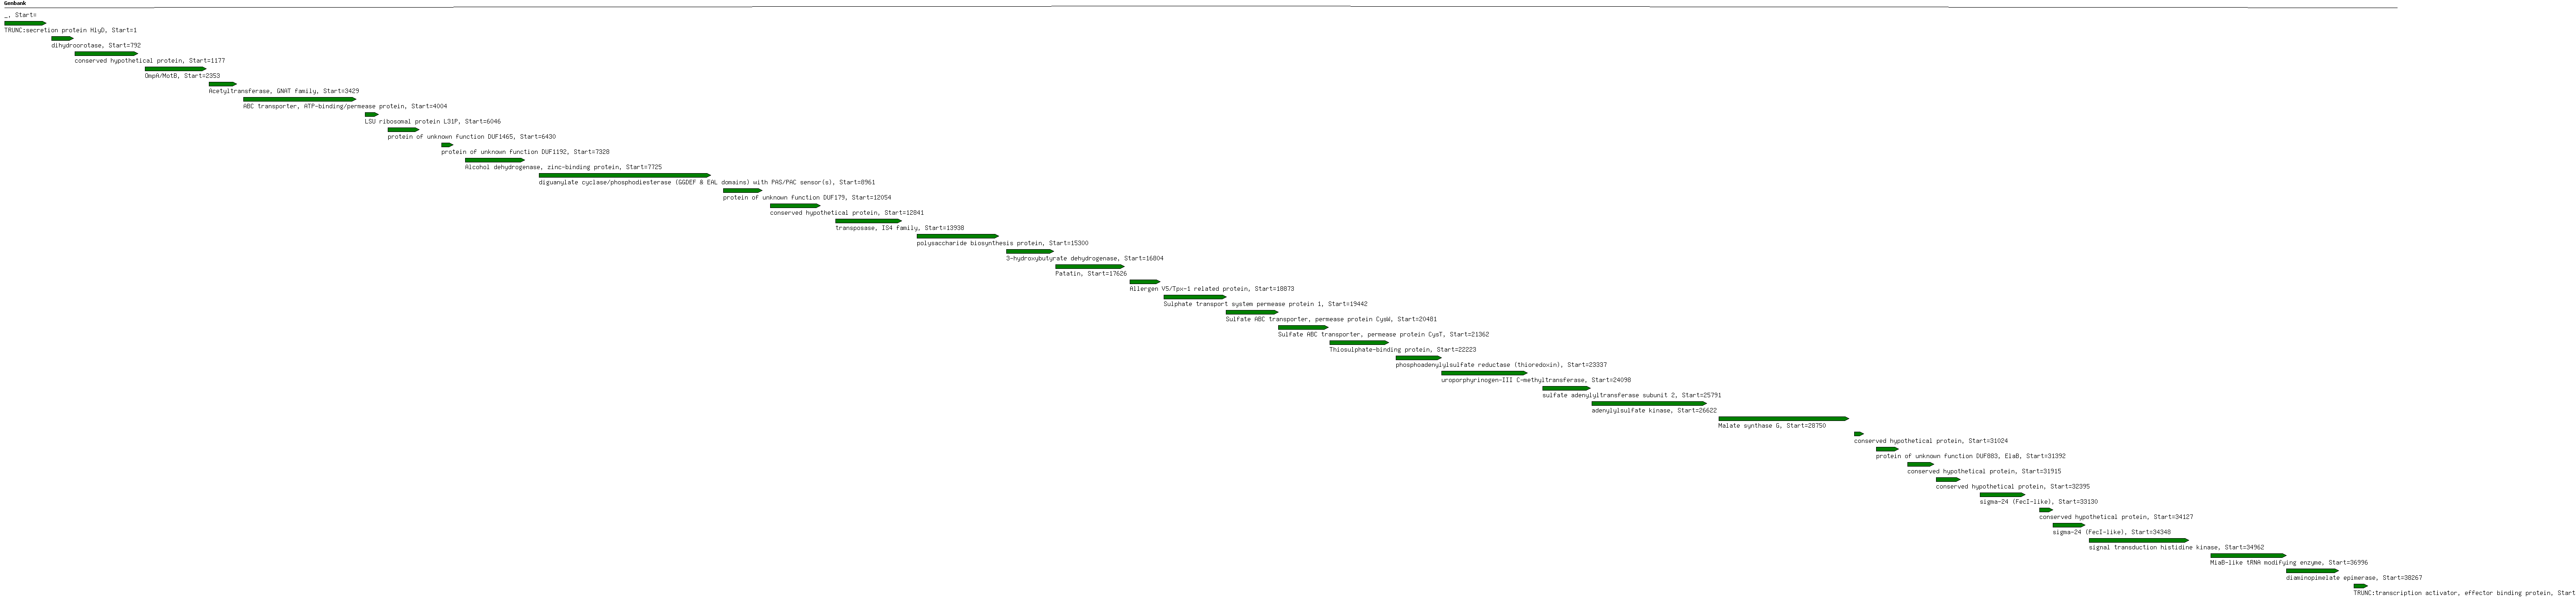 Genbank
_, Start=
TRUNC:secretion protein HlyD, Start=1
dihydroorotase, Start=792
conserved hypothetical protein, Start=1177
OmpA/MotB, Start=2353
Acetyltransferase, GNAT family, Start=3429
ABC transporter, ATP-binding/permease protein, Start=4004
LSU ribosomal protein L31P, Start=6046
protein of unknown function DUF1465, Start=6430
protein of unknown function DUF1192, Start=7328
Alcohol dehydrogenase, zinc-binding protein, Start=7725
diguanylate cyclase/phosphodiesterase (GGDEF & EAL domains) with PAS/PAC sensor(s), Start=8961
protein of unknown function DUF179, Start=12054
conserved hypothetical protein, Start=12841
transposase, IS4 family, Start=13938
polysaccharide biosynthesis protein, Start=15300
3-hydroxybutyrate dehydrogenase, Start=16804
Patatin, Start=17626
Allergen V5/Tpx-1 related protein, Start=18873
Sulphate transport system permease protein 1, Start=19442
Sulfate ABC transporter, permease protein CysW, Start=20481
Sulfate ABC transporter, permease protein CysT, Start=21362
Thiosulphate-binding protein, Start=22223
phosphoadenylylsulfate reductase (thioredoxin), Start=23337
uroporphyrinogen-III C-methyltransferase, Start=24098
sulfate adenylyltransferase subunit 2, Start=25791
adenylylsulfate kinase, Start=26622
Malate synthase G, Start=28750
conserved hypothetical protein, Start=31024
protein of unknown function DUF883, ElaB, Start=31392
conserved hypothetical protein, Start=31915
conserved hypothetical protein, Start=32395
sigma-24 (FecI-like), Start=33130
conserved hypothetical protein, Start=34127
sigma-24 (FecI-like), Start=34348
signal transduction histidine kinase, Start=34962
MiaB-like tRNA modifying enzyme, Start=36996
diaminopimelate epimerase, Start=38267
TRUNC:transcription activator, effector binding protein, Start